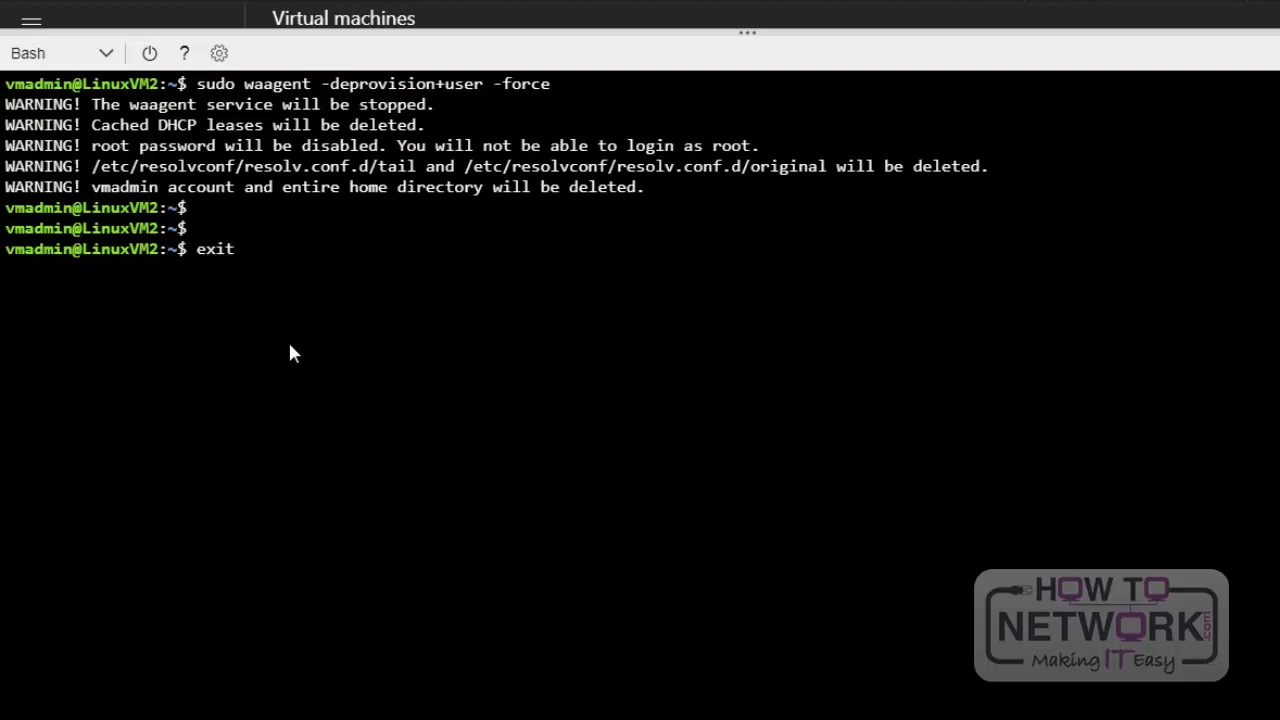 Virtual machines
Bash
?
vmadmin@LinuxVM2:~$ sudo waagent -deprovision+user -force
WARNING! The waagent service will be stopped.
WARNING! Cached DHCP leases will be deleted.
WARNING! root password will be disabled. You will not be able to login as root.
WARNING! /etc/resolvconf/resolv.conf.d/tail and /etc/resolvconf/resolv.conf.d/original will be deleted.
WARNING! vmadmin account and entire home directory will be deleted.
vmadmin@LinuxVM2:~$
vmadmin@LinuxVM2:~$
vmadmin@LinuxVM2:~$ exit
HOW TO
NETWORK.com
Making IT Easy